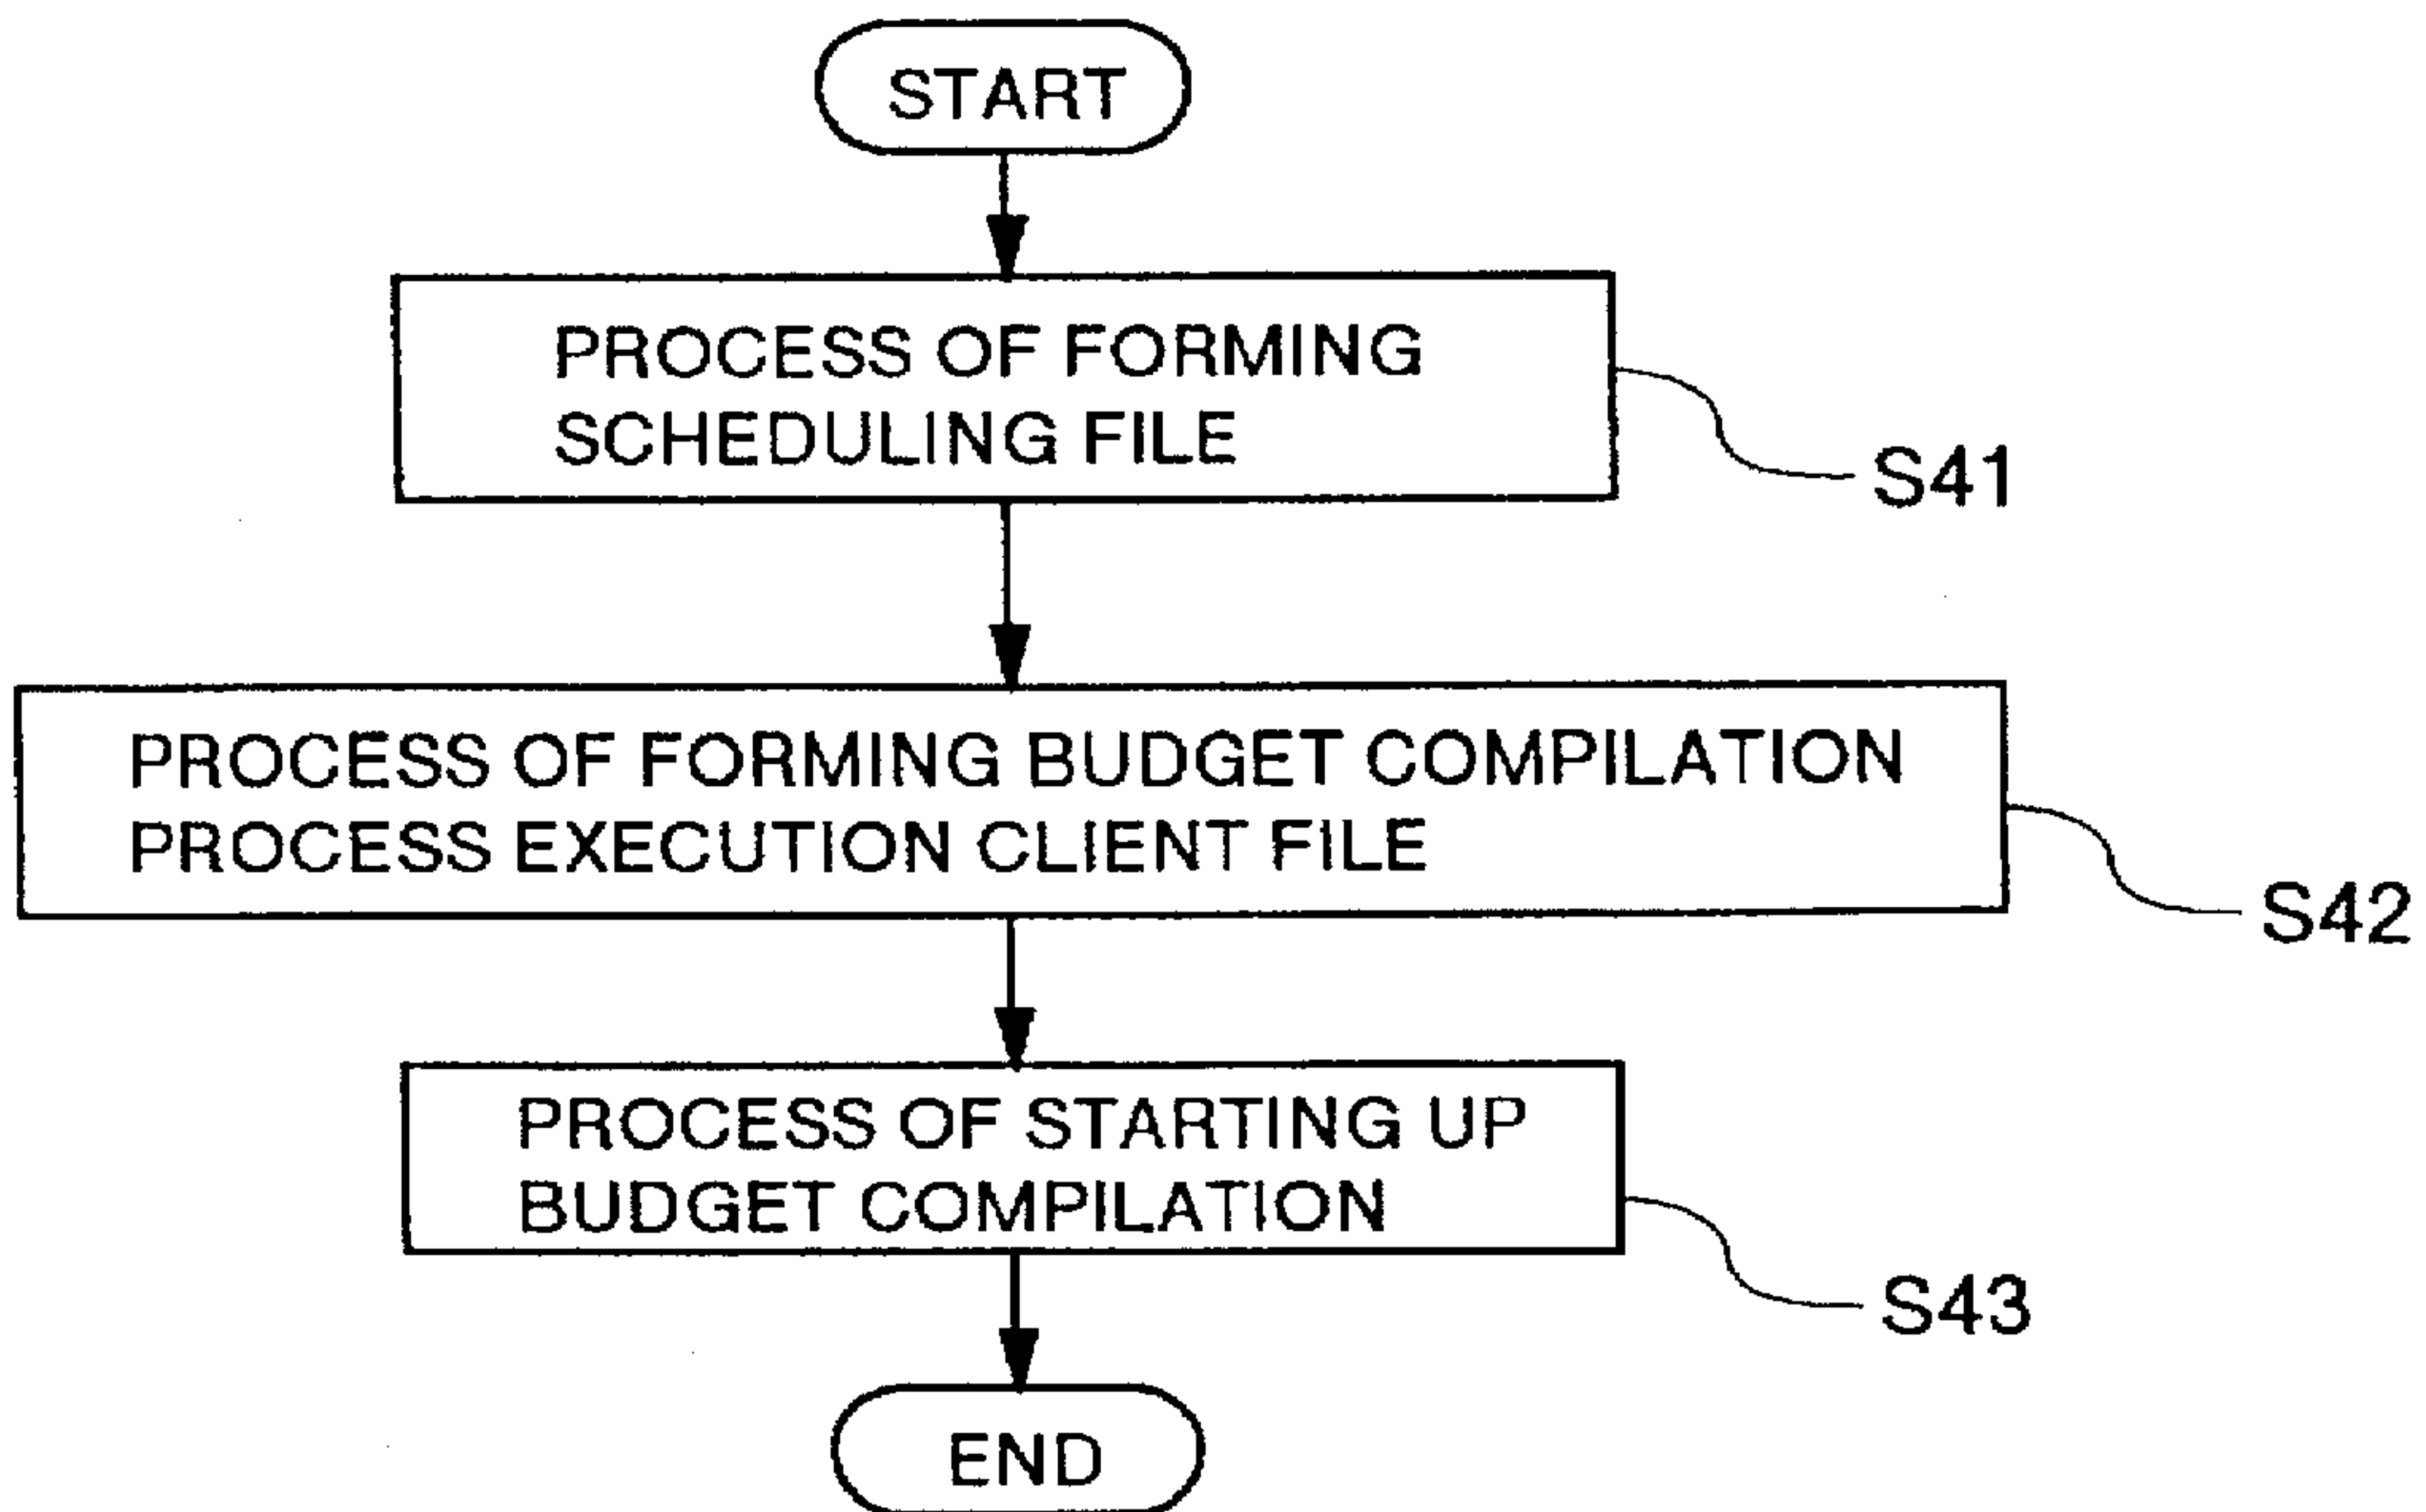 START
PROCESS OF FORMING
SCHEDULING FILE
S41
PROCESS OF FORMING BUDGET COMPILATION
PROCESS EXECUTION CLIENT FILE
S42
PROCESS OF STARTING UP
BUDGET COMPILATION
S43
END